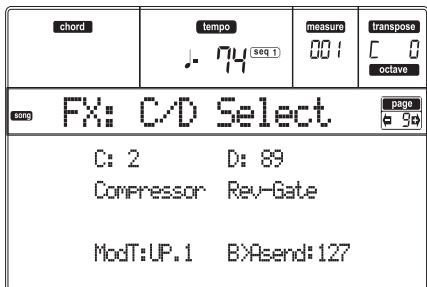 chord tempo measure transpose
♩- 74 seq 1 001 C 0
octave
song FX: C/D Select page 9
C: 2 D: 89
Compressor Rev-Gate
ModT:UP.1 B>Asend:127